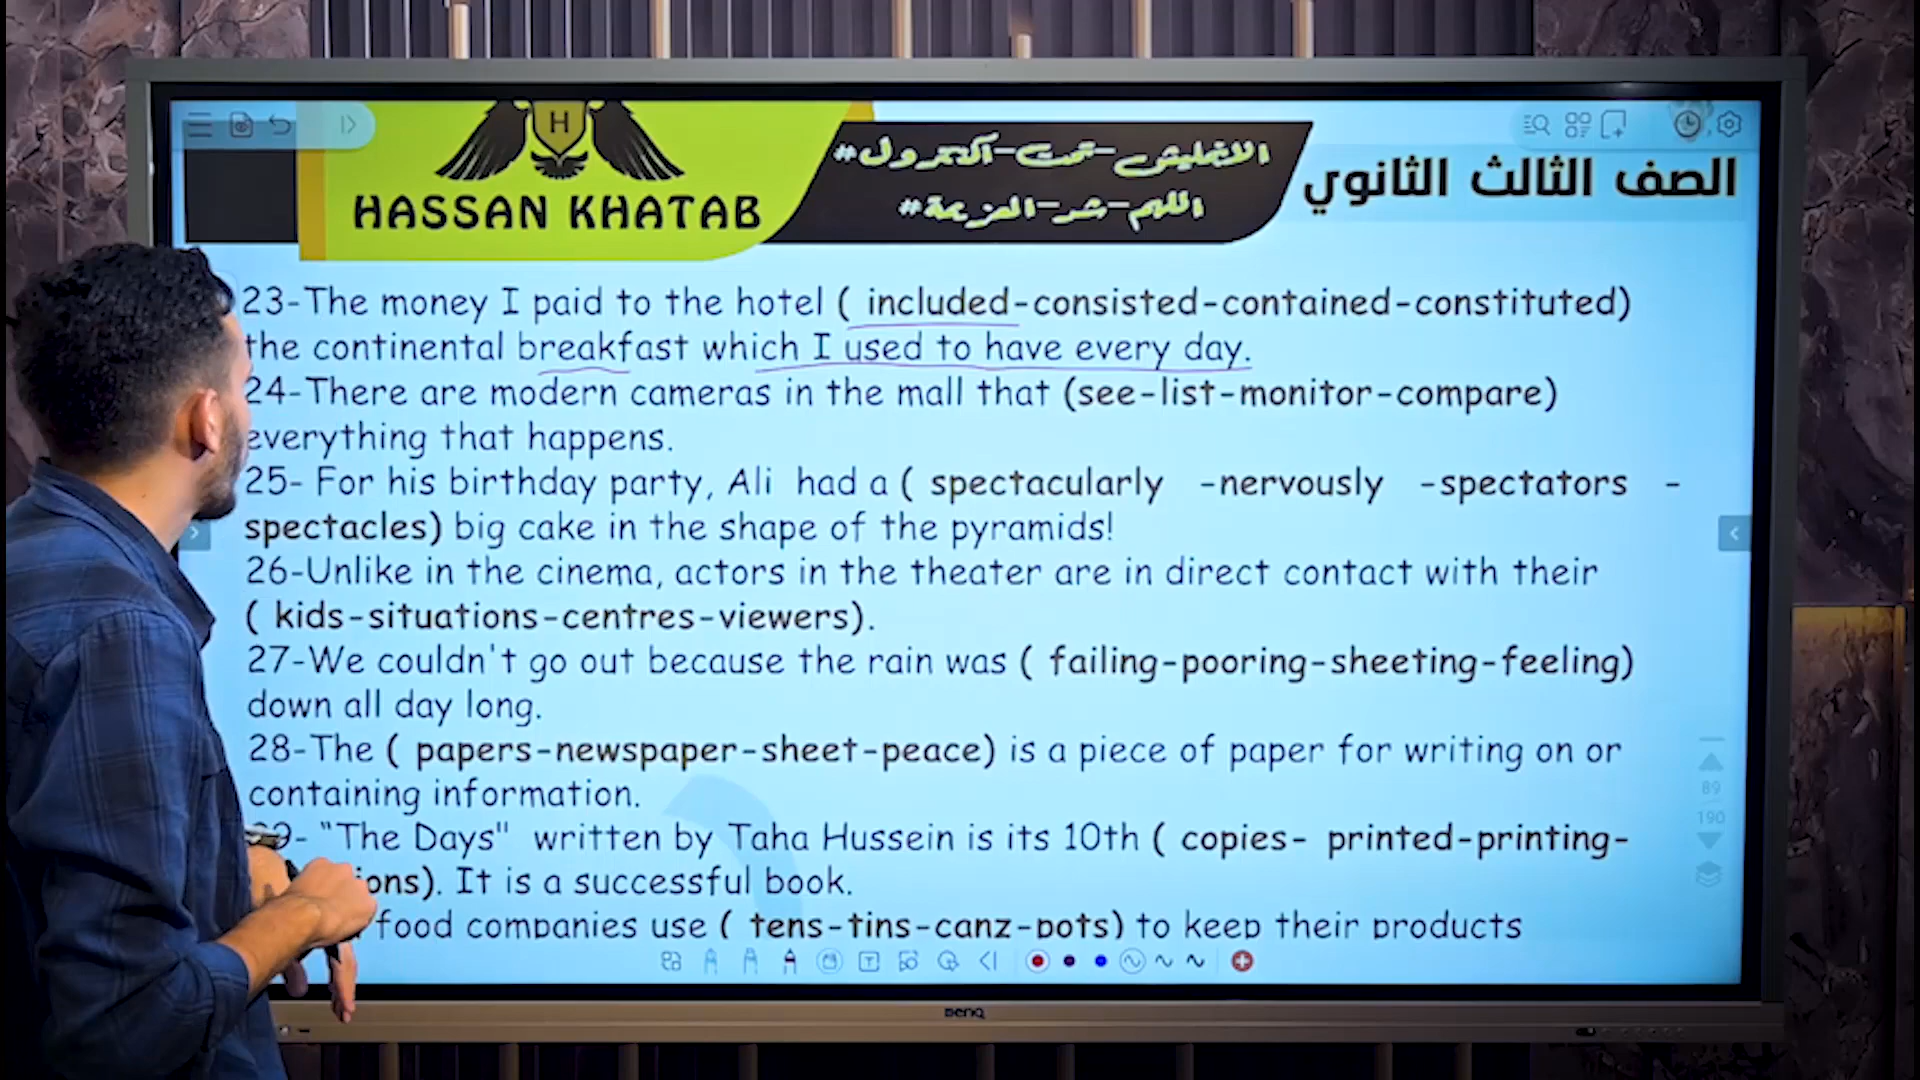 H
HASSAN KHATAB
#الانجليش-تحت-اكنترول
#اللهم-شر-الهزيمة
الصف الثالث الثانوي
23-The money I paid to the hotel ( included-consisted-contained-constituted)
the continental breakfast which I used to have every day.
24-There are modern cameras in the mall that (see-list-monitor-compare)
everything that happens.
25- For his birthday party, Ali had a ( spectacularly -nervously -spectators -
spectacles) big cake in the shape of the pyramids!
26-Unlike in the cinema, actors in the theater are in direct contact with their
( kids-situations-centres-viewers).
27-We couldn't go out because the rain was ( failing-pooring-sheeting-feeling)
down all day long.
28-The ( papers-newspaper-sheet-peace) is a piece of paper for writing on or
containing information.
29- "The Days" written by Taha Hussein is its 10th ( copies- printed-printing-
ions). It is a successful book.
food companies use ( tens-tins-canz-pots) to keep their products
89
190
BenQ